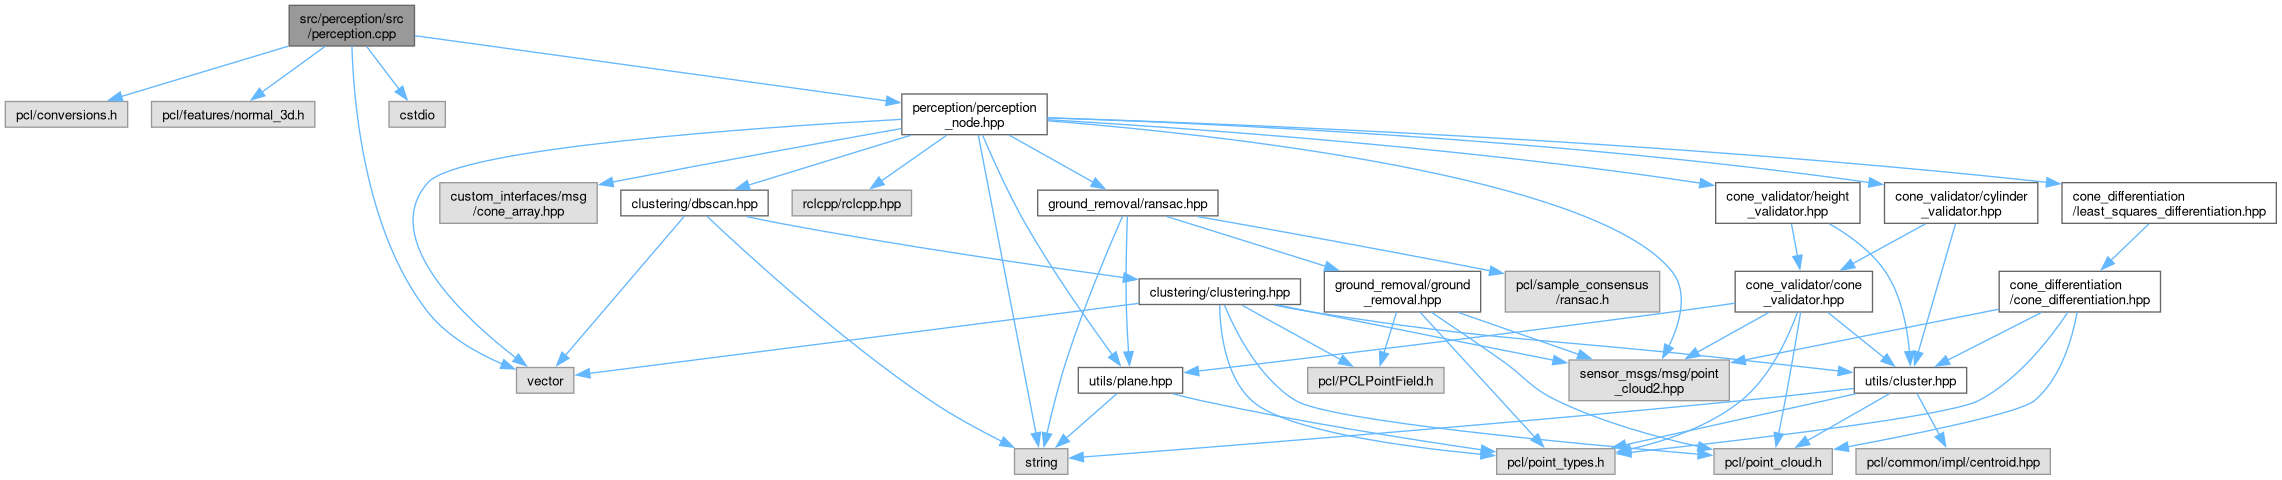 src/perception/src
/perception.cpp
pcl/conversions.h
pcl/features/normal_3d.h
cstdio
perception/perception
_node.hpp
custom_interfaces/msg
/cone_array.hpp
clustering/dbscan.hpp
rclcpp/rclcpp.hpp
ground_removal/ransac.hpp
cone_validator/height
_validator.hpp
cone_validator/cylinder
_validator.hpp
cone_differentiation
/least_squares_differentiation.hpp
clustering/clustering.hpp
ground_removal/ground
_removal.hpp
pcl/sample_consensus
/ransac.h
cone_validator/cone
_validator.hpp
cone_differentiation
/cone_differentiation.hpp
vector
utils/plane.hpp
pcl/PCLPointField.h
sensor_msgs/msg/point
_cloud2.hpp
utils/cluster.hpp
string
pcl/point_types.h
pcl/point_cloud.h
pcl/common/impl/centroid.hpp